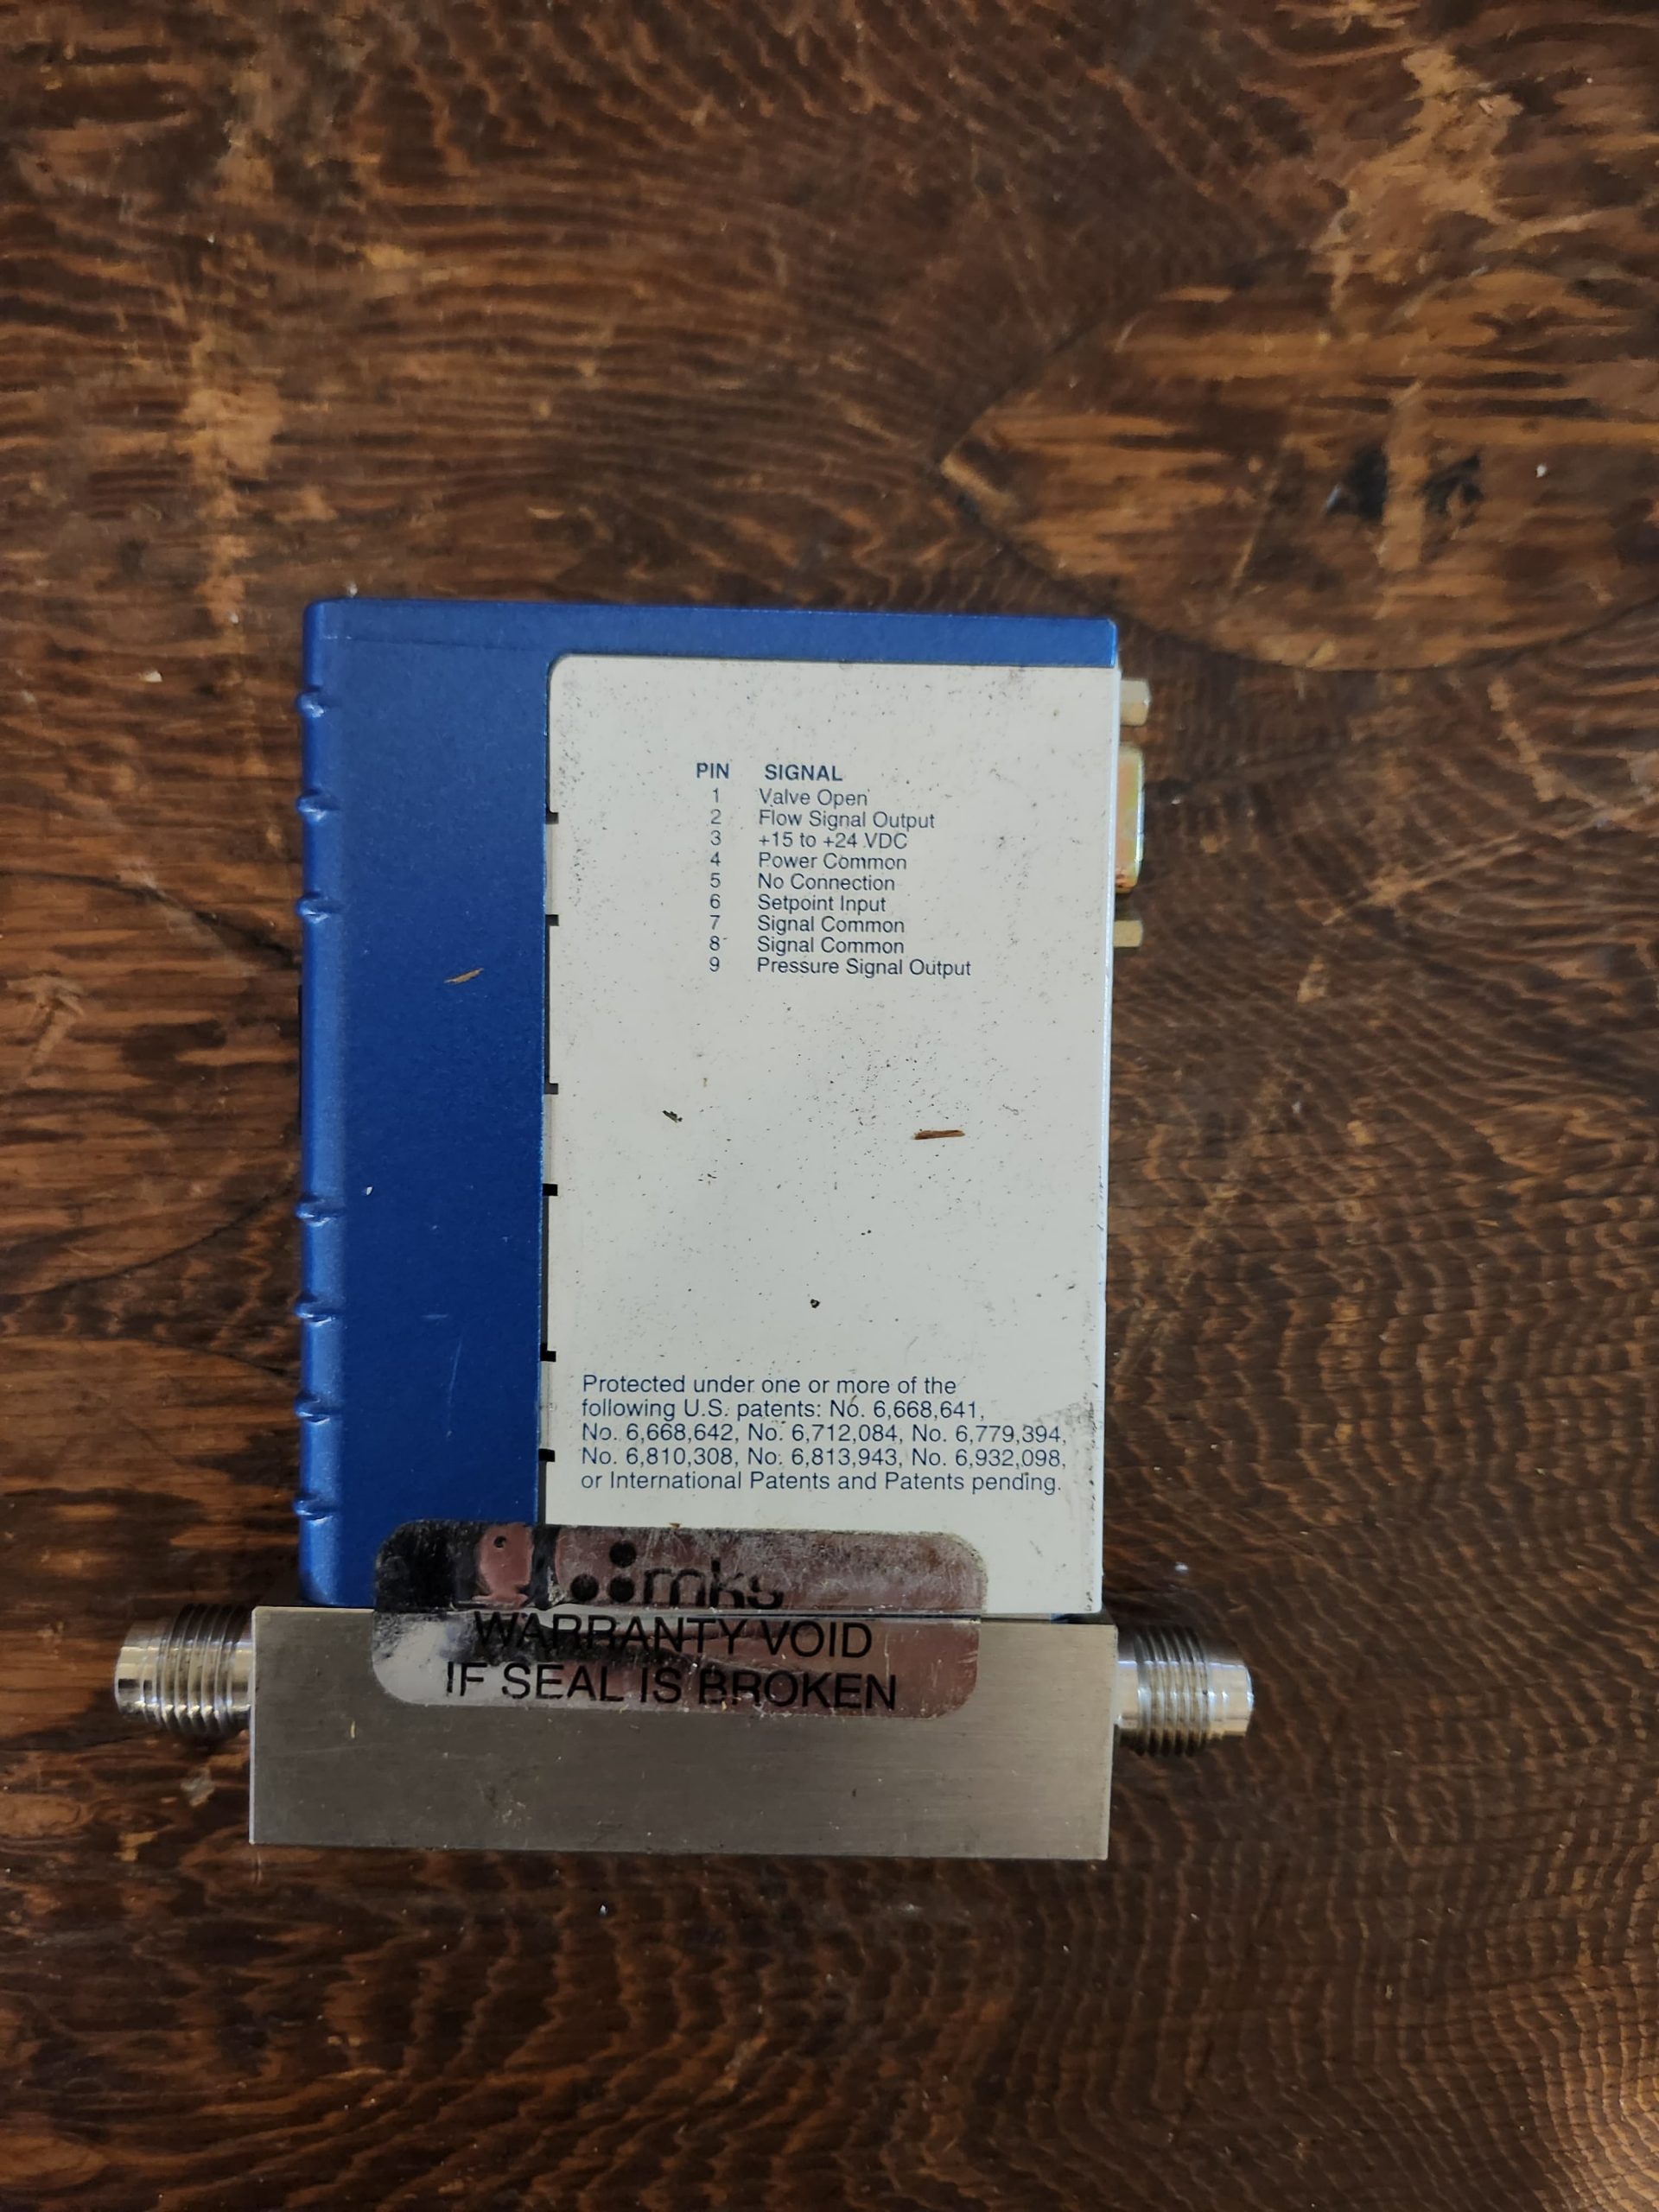 PIN SIGNAL
1 Valve Open
2 Flow Signal Output
3 +15 to +24 VDC
4 Power Common
5 No Connection
6 Setpoint Input
7 Signal Common
8 Signal Common
9 Pressure Signal Output
Protected under one or more of the
following U.S. patents: No. 6,668,641,
No. 6,668,642, No. 6,712,084, No. 6,779,394,
No. 6,810,308, No. 6,813,943, No. 6,932,098,
or International Patents and Patents pending.
mks
WARRANTY VOID
IF SEAL IS BROKEN